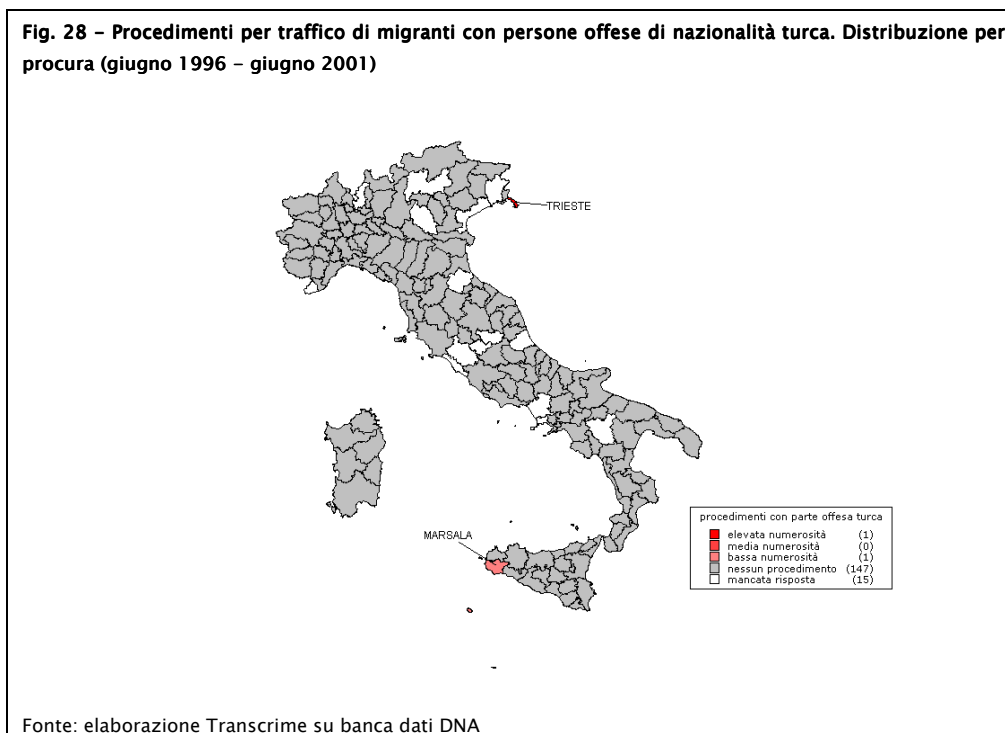 Fig. 28 – Procedimenti per traffico di migranti con persone offese di nazionalità turca. Distribuzione per
procura (giugno 1996 – giugno 2001)
TRIESTE
MARSALA
procedimenti con parte offesa turca
elevata numerosità (1)
media numerosità (0)
bassa numerosità (1)
nessun procedimento (147)
mancata risposta (15)
Fonte: elaborazione Transcrime su banca dati DNA